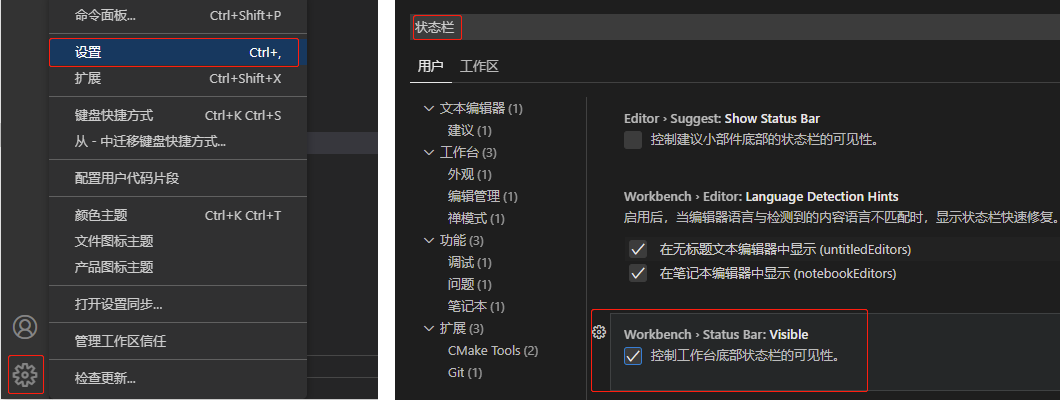 命令面板... Ctrl+Shift+P
设置 Ctrl+,
扩展 Ctrl+Shift+X
键盘快捷方式 Ctrl+K Ctrl+S
从 - 中迁移键盘快捷方式...
配置用户代码片段
颜色主题 Ctrl+K Ctrl+T
文件图标主题
产品图标主题
打开设置同步...
管理工作区信任
检查更新...
状态栏
用户 工作区
文本编辑器 (1)
建议 (1)
工作台 (3)
外观 (1)
编辑管理 (1)
禅模式 (1)
功能 (3)
调试 (1)
问题 (1)
笔记本 (1)
扩展 (3)
CMake Tools (2)
Git (1)
Editor › Suggest: Show Status Bar
控制建议小部件底部的状态栏的可见性。
Workbench › Editor: Language Detection Hints
启用后，当编辑器语言与检测到的内容语言不匹配时，显示状态栏快速修复。
在无标题文本编辑器中显示 (untitledEditors)
在笔记本编辑器中显示 (notebookEditors)
Workbench › Status Bar: Visible
控制工作台底部状态栏的可见性。